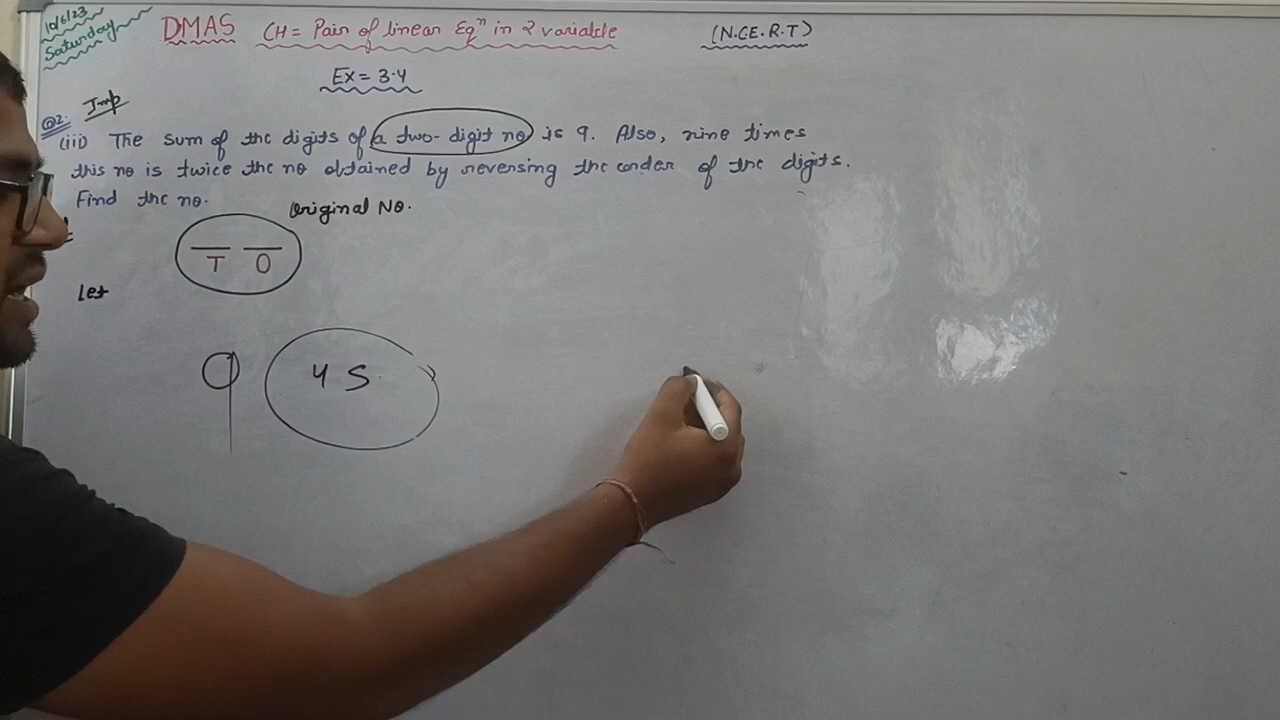 10/6/23
Saturday
DMAS CH = Pair of linear Eqⁿ in 2 variable (N.C.E.R.T)
Ex = 3.4
Imp
Q2.
(iii) The sum of the digits of a two-digit no is 9. Also, nine times
this no is twice the no obtained by reversing the order of the digits.
Find the no.
Original No.
T O
Let
9 45